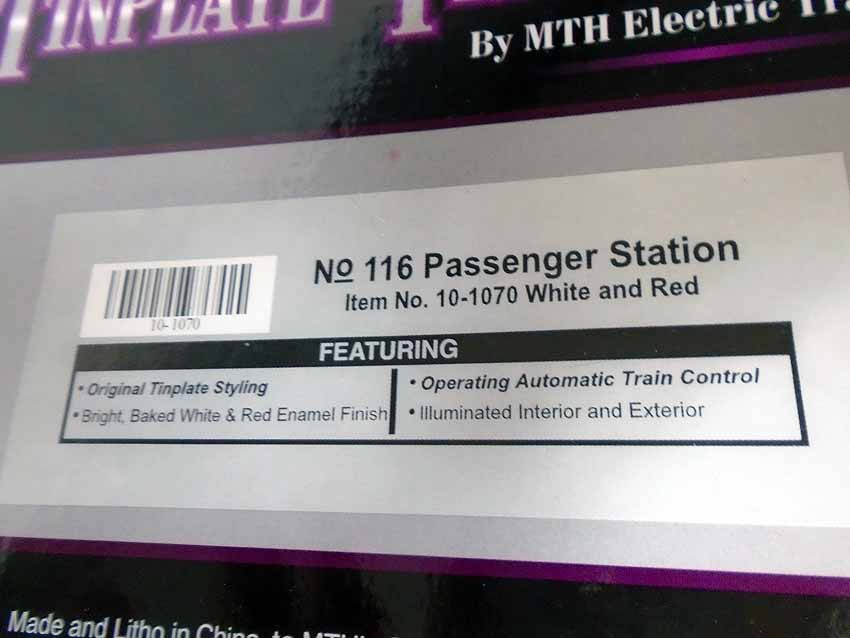 TINPLATE
By MTH Electric
No 116 Passenger Station
Item No. 10-1070 White and Red
10-1070
FEATURING
• Original Tinplate Styling
• Bright, Baked White & Red Enamel Finish
• Operating Automatic Train Control
• Illuminated Interior and Exterior
Made and Litho in China to